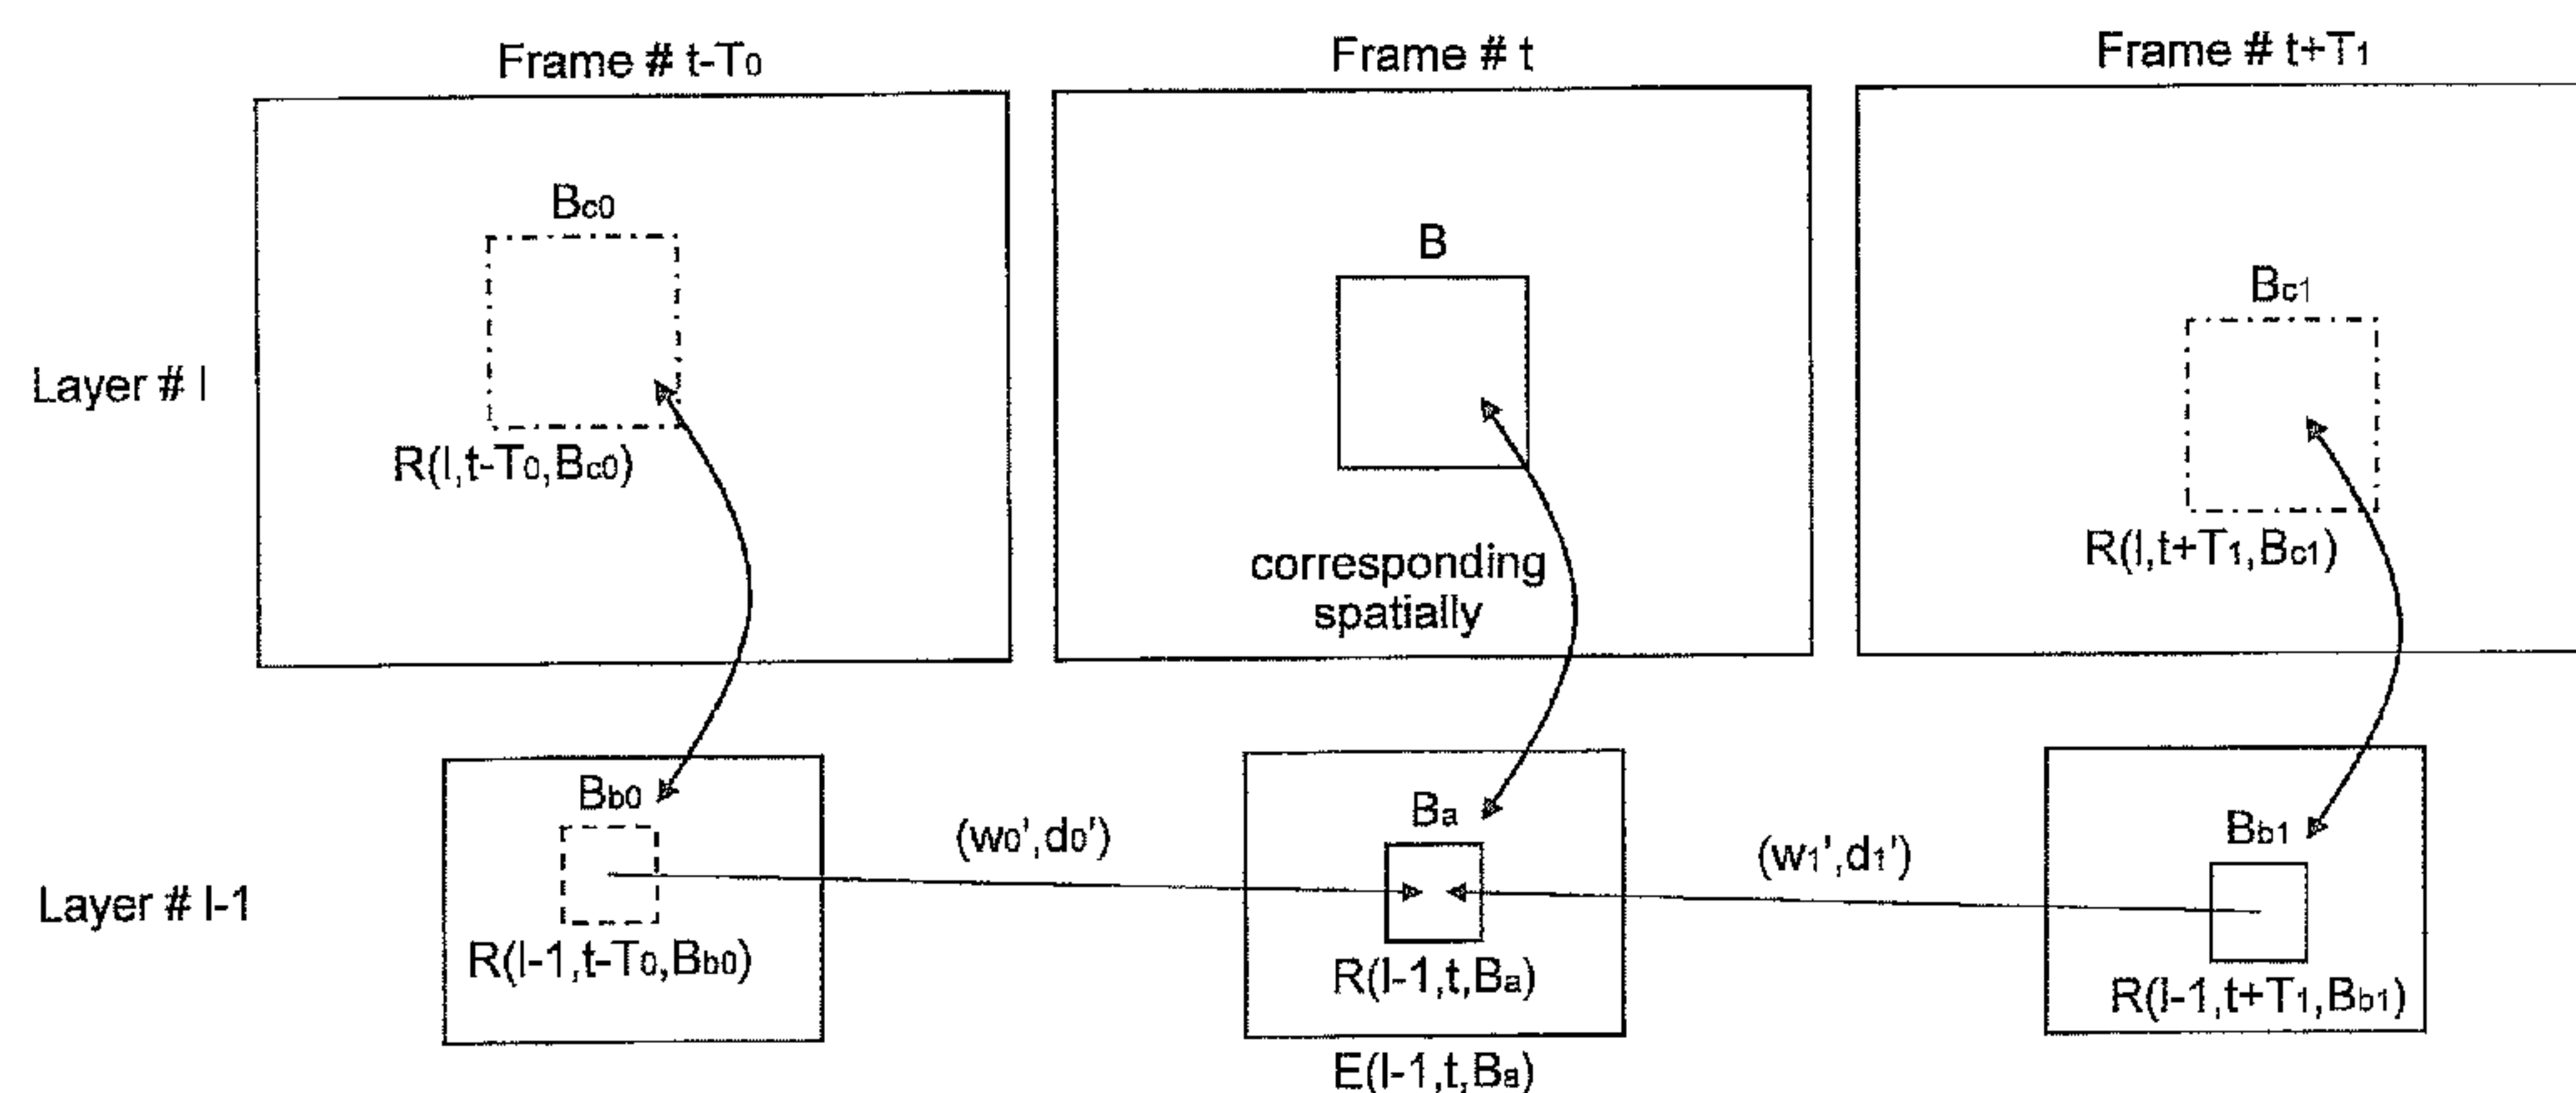 Frame # t-T0
Frame # t
Frame # t+T1
Bc0
B
Bc1
Layer # l
R(l,t-T0,Bc0)
R(l,t+T1,Bc1)
corresponding
spatially
Bb0
Ba
Bb1
(w0',d0')
(w1',d1')
Layer # l-1
R(l-1,t-T0,Bb0)
R(l-1,t,Ba)
R(l-1,t+T1,Bb1)
E(l-1,t,Ba)